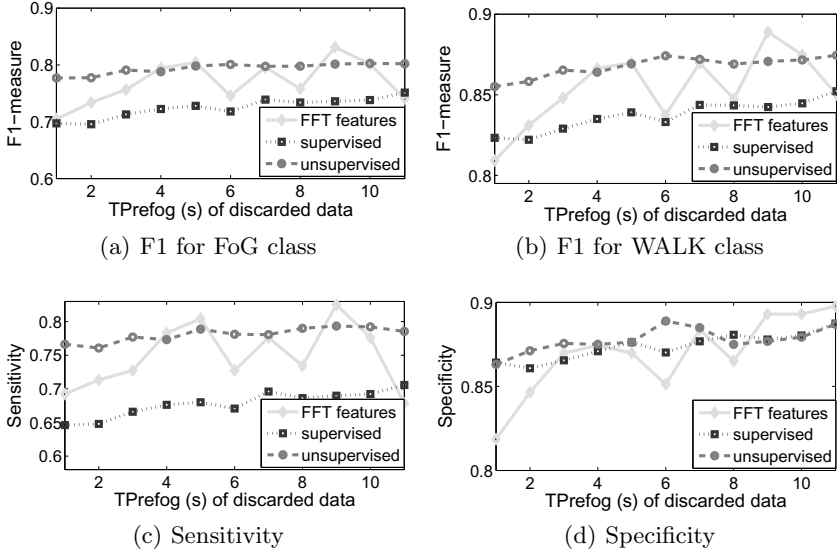 0.9
0.8
0.7
0.6
F1−measure
2 4 6 8 10
TPrefog (s) of discarded data
FFT features
supervised
unsupervised
(a) F1 for FoG class
0.9
0.85
0.8
F1−measure
2 4 6 8 10
TPrefog (s) of discarded data
FFT features
supervised
unsupervised
(b) F1 for WALK class
0.8
0.75
0.7
0.65
0.6
Sensitivity
2 4 6 8 10
TPrefog (s) of discarded data
FFT features
supervised
unsupervised
(c) Sensitivity
0.9
0.85
0.8
Specificity
2 4 6 8 10
TPrefog (s) of discarded data
FFT features
supervised
unsupervised
(d) Specificity